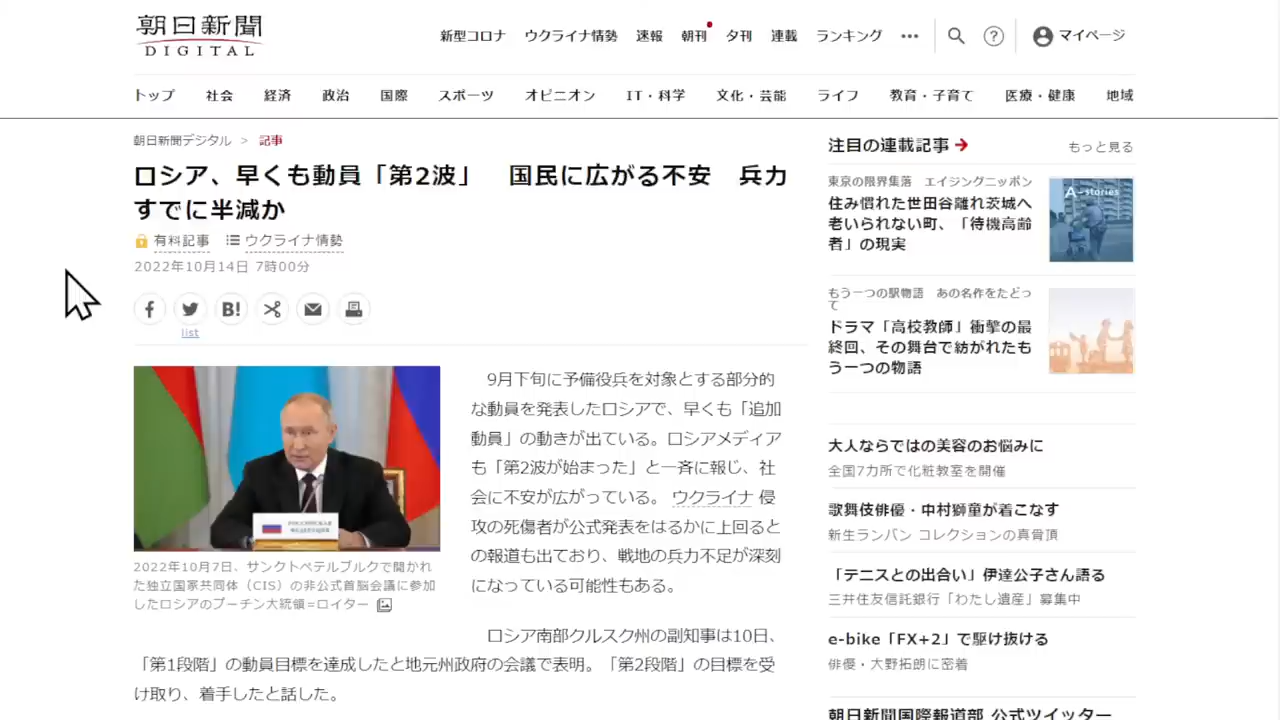 朝日新聞
DIGITAL
新型コロナ ウクライナ情勢 速報 朝刊 夕刊 連載 ランキング ••• ? マイページ
トップ 社会 経済 政治 国際 スポーツ オピニオン IT・科学 文化・芸能 ライフ 教育・子育て 医療・健康 地域
朝日新聞デジタル > 記事
ロシア、早くも動員「第2波」 国民に広がる不安 兵力
すでに半減か
有料記事 ウクライナ情勢
2022年10月14日 7時00分
B!
list
9月下旬に予備役兵を対象とする部分的
な動員を発表したロシアで、早くも「追加
動員」の動きが出ている。ロシアメディア
も「第2波が始まった」と一斉に報じ、社
会に不安が広がっている。 ウクライナ 侵
攻の死傷者が公式発表をはるかに上回ると
の報道も出ており、戦地の兵力不足が深刻
になっている可能性もある。
РОССИЙСКАЯ
ФЕДЕРАЦИЯ
2022年10月7日、サンクトペテルブルクで開かれ
た独立国家共同体（CIS）の非公式首脳会議に参加
したロシアのプーチン大統領=ロイター
ロシア南部クルスク州の副知事は10日、
「第1段階」の動員目標を達成したと地元州政府の会議で表明。「第2段階」の目標を受
け取り、着手したと話した。
注目の連載記事 もっと見る
東京の限界集落 エイジングニッポン
住み慣れた世田谷離れ茨城へ
老いられない町、「待機高齢
者」の現実
A-stories
もう一つの駅物語 あの名作をたどっ
て
ドラマ「高校教師」衝撃の最
終回、その舞台で紡がれたも
う一つの物語
大人ならではの美容のお悩みに
全国7カ所で化粧教室を開催
歌舞伎俳優・中村獅童が着こなす
新生ランバン コレクションの真骨頂
「テニスとの出合い」伊達公子さん語る
三井住友信託銀行「わたし遺産」募集中
e-bike「FX+2」で駆け抜ける
俳優・大野拓朗に密着
朝日新聞国際報道部 公式ツイッター